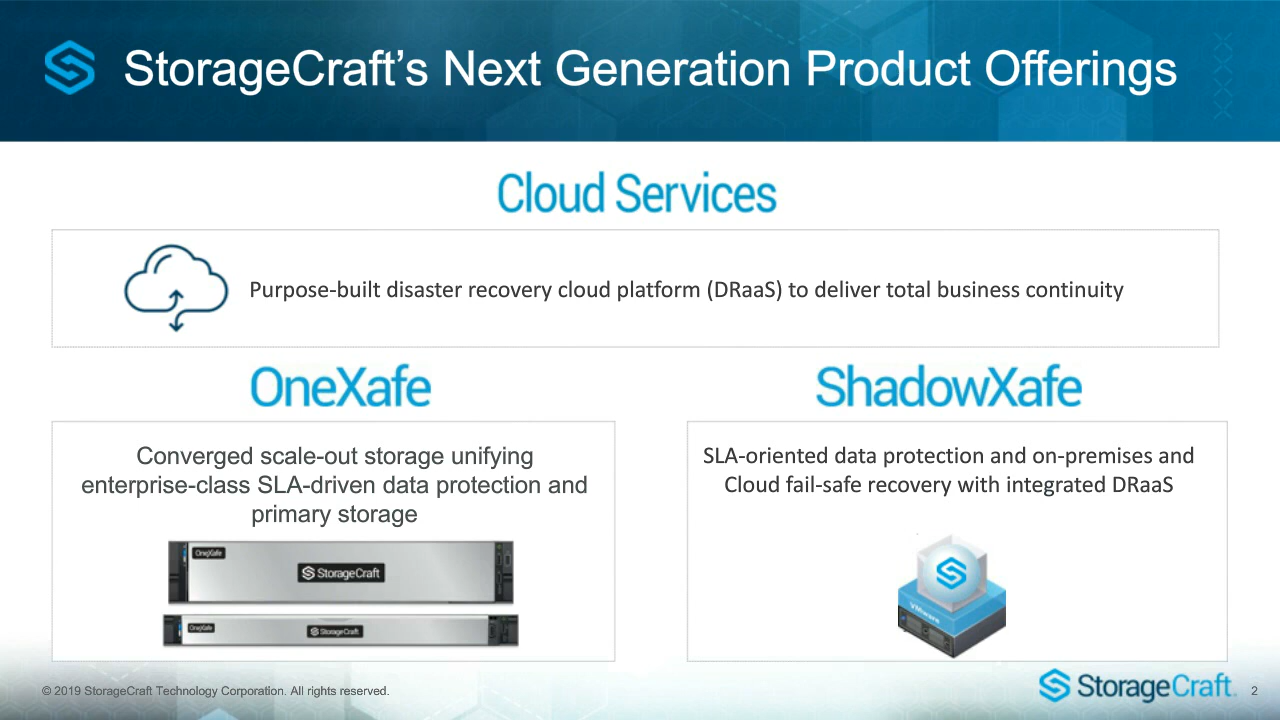 StorageCraft’s Next Generation Product Offerings
Cloud Services
Purpose-built disaster recovery cloud platform (DRaaS) to deliver total business continuity
OneXafe
Converged scale-out storage unifying
enterprise-class SLA-driven data protection and
primary storage
OneXafe
StorageCraft
OneXafe
StorageCraft
ShadowXafe
SLA-oriented data protection and on-premises and
Cloud fail-safe recovery with integrated DRaaS
VMware
© 2019 StorageCraft Technology Corporation. All rights reserved.
StorageCraft
2